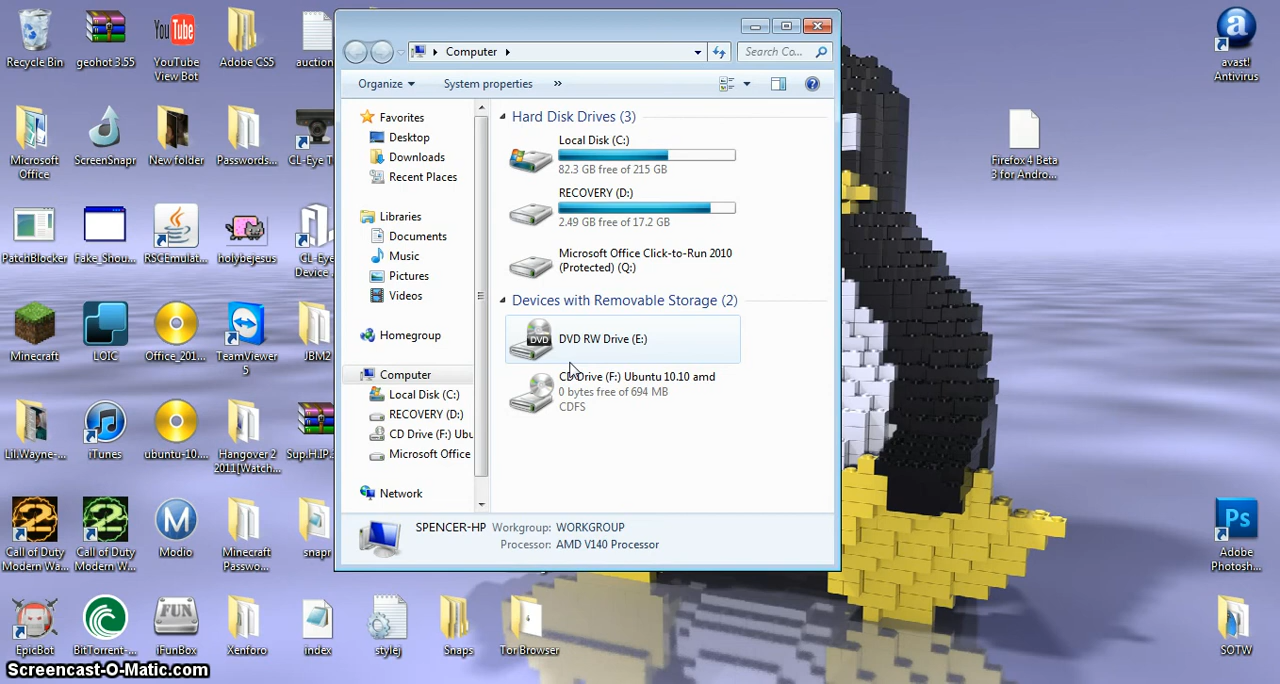 Recycle Bin
geohot 3.55
You Tube
YouTube
View Bot
Adobe CS5
auction
a
avast!
Antivirus
Microsoft
Office
ScreenSnapr
New folder
Passwords...
CL-Eye T
Firefox 4 Beta
3 for Andro...
PatchBlocker
Fake_Shou...
RSCEmulat...
holybejesus
CL-Eye
Device
Minecraft
LOIC
Office_201...
TeamViewer
5
JBM2
Lil.Wayne-...
iTunes
ubuntu-10....
Hangover 2
2011[Watch...
Sup.H.IP.
2
Call of Duty
Modern Wa...
2
Call of Duty
Modern W...
M
Modio
Minecraft
Passwo...
snapr
Ps
Adobe
Photosh...
EpicBot
BitTorrent-...
FUN
iFunBox
Xenforo
index
stylej
Snaps
Tor Browser
SOTW
Computer
Search Co...
Organize
System properties
»
?
Favorites
Desktop
Downloads
Recent Places
Libraries
Documents
Music
Pictures
Videos
Homegroup
Computer
Local Disk (C:)
RECOVERY (D:)
CD Drive (F:) Ubu
Microsoft Office
Network
Hard Disk Drives (3)
Local Disk (C:)
82.3 GB free of 215 GB
RECOVERY (D:)
2.49 GB free of 17.2 GB
Microsoft Office Click-to-Run 2010
(Protected) (Q:)
Devices with Removable Storage (2)
DVD
DVD RW Drive (E:)
CD Drive (F:) Ubuntu 10.10 amd
0 bytes free of 694 MB
CDFS
SPENCER-HP Workgroup: WORKGROUP
Processor: AMD V140 Processor
Screencast-O-Matic.com